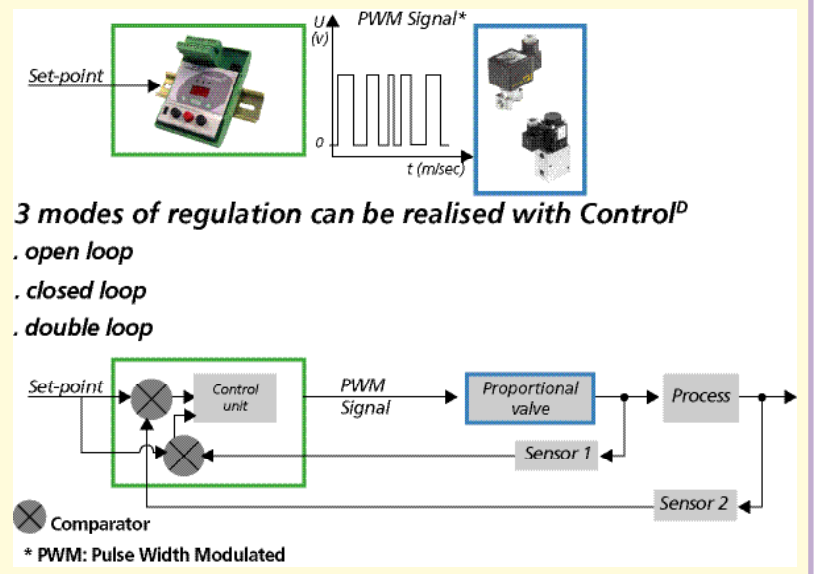 U
(v)
PWM Signal*
Set-point
0
t (m/sec)
3 modes of regulation can be realised with Controlᴰ
. open loop
. closed loop
. double loop
Set-point
Control
unit
PWM
Signal
Proportional
valve
Process
Sensor 1
Sensor 2
Comparator
* PWM: Pulse Width Modulated